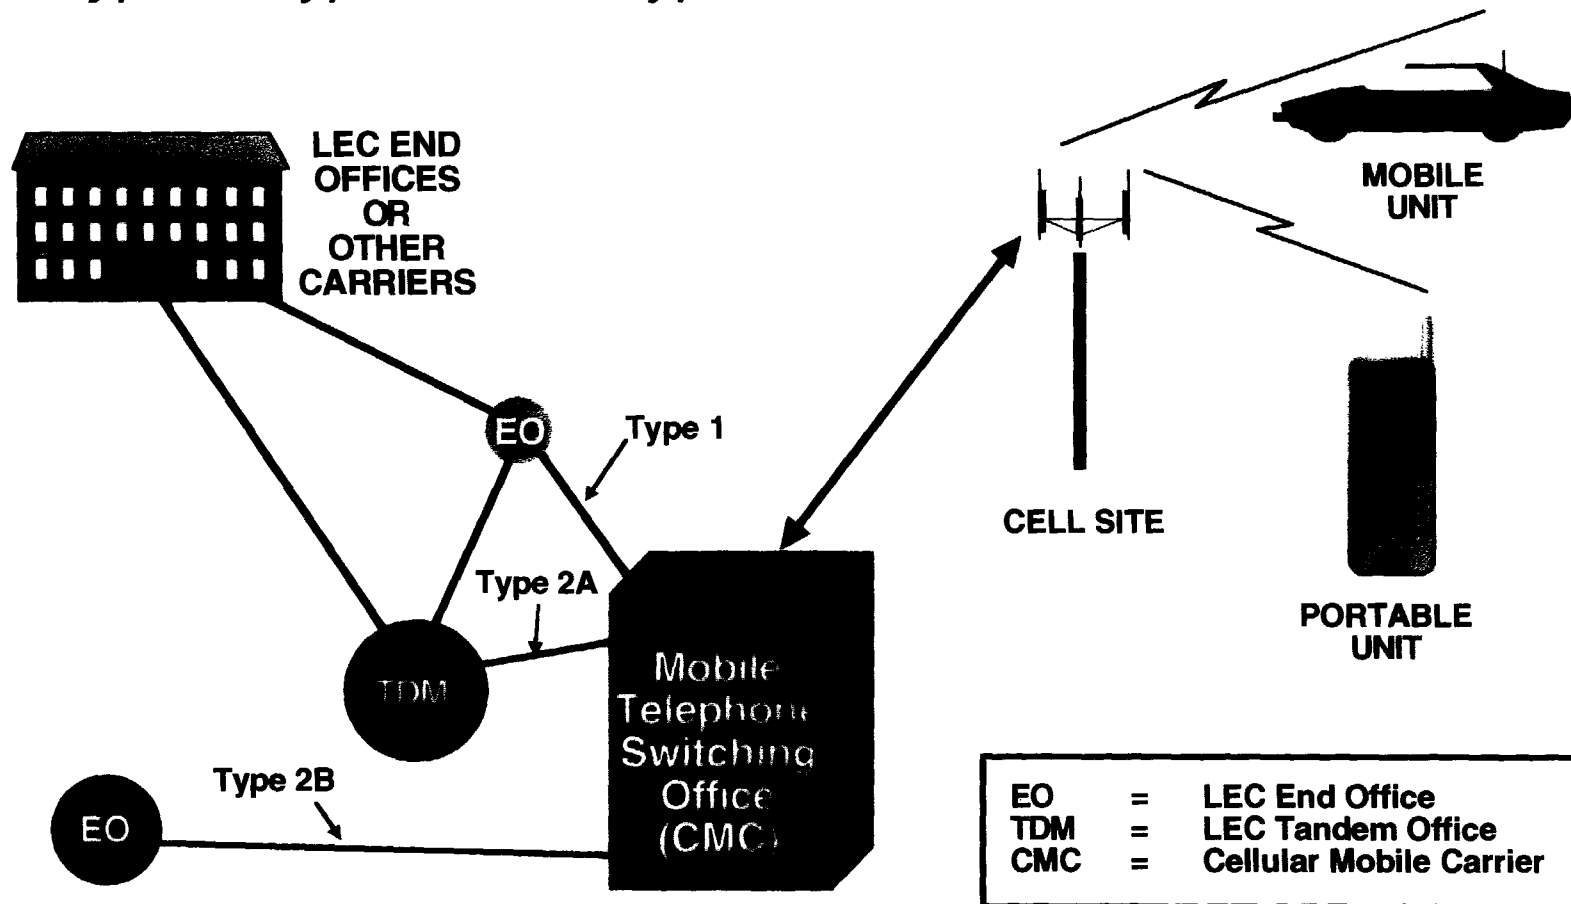 LEC END
OFFICES
OR
OTHER
CARRIERS
MOBILE
UNIT
EO
Type 1
CELL SITE
Type 2A
PORTABLE
UNIT
TDM
Mobile
Telephone
Switching
Office
(CMC)
Type 2B
EO
EO = LEC End Office
TDM = LEC Tandem Office
CMC = Cellular Mobile Carrier